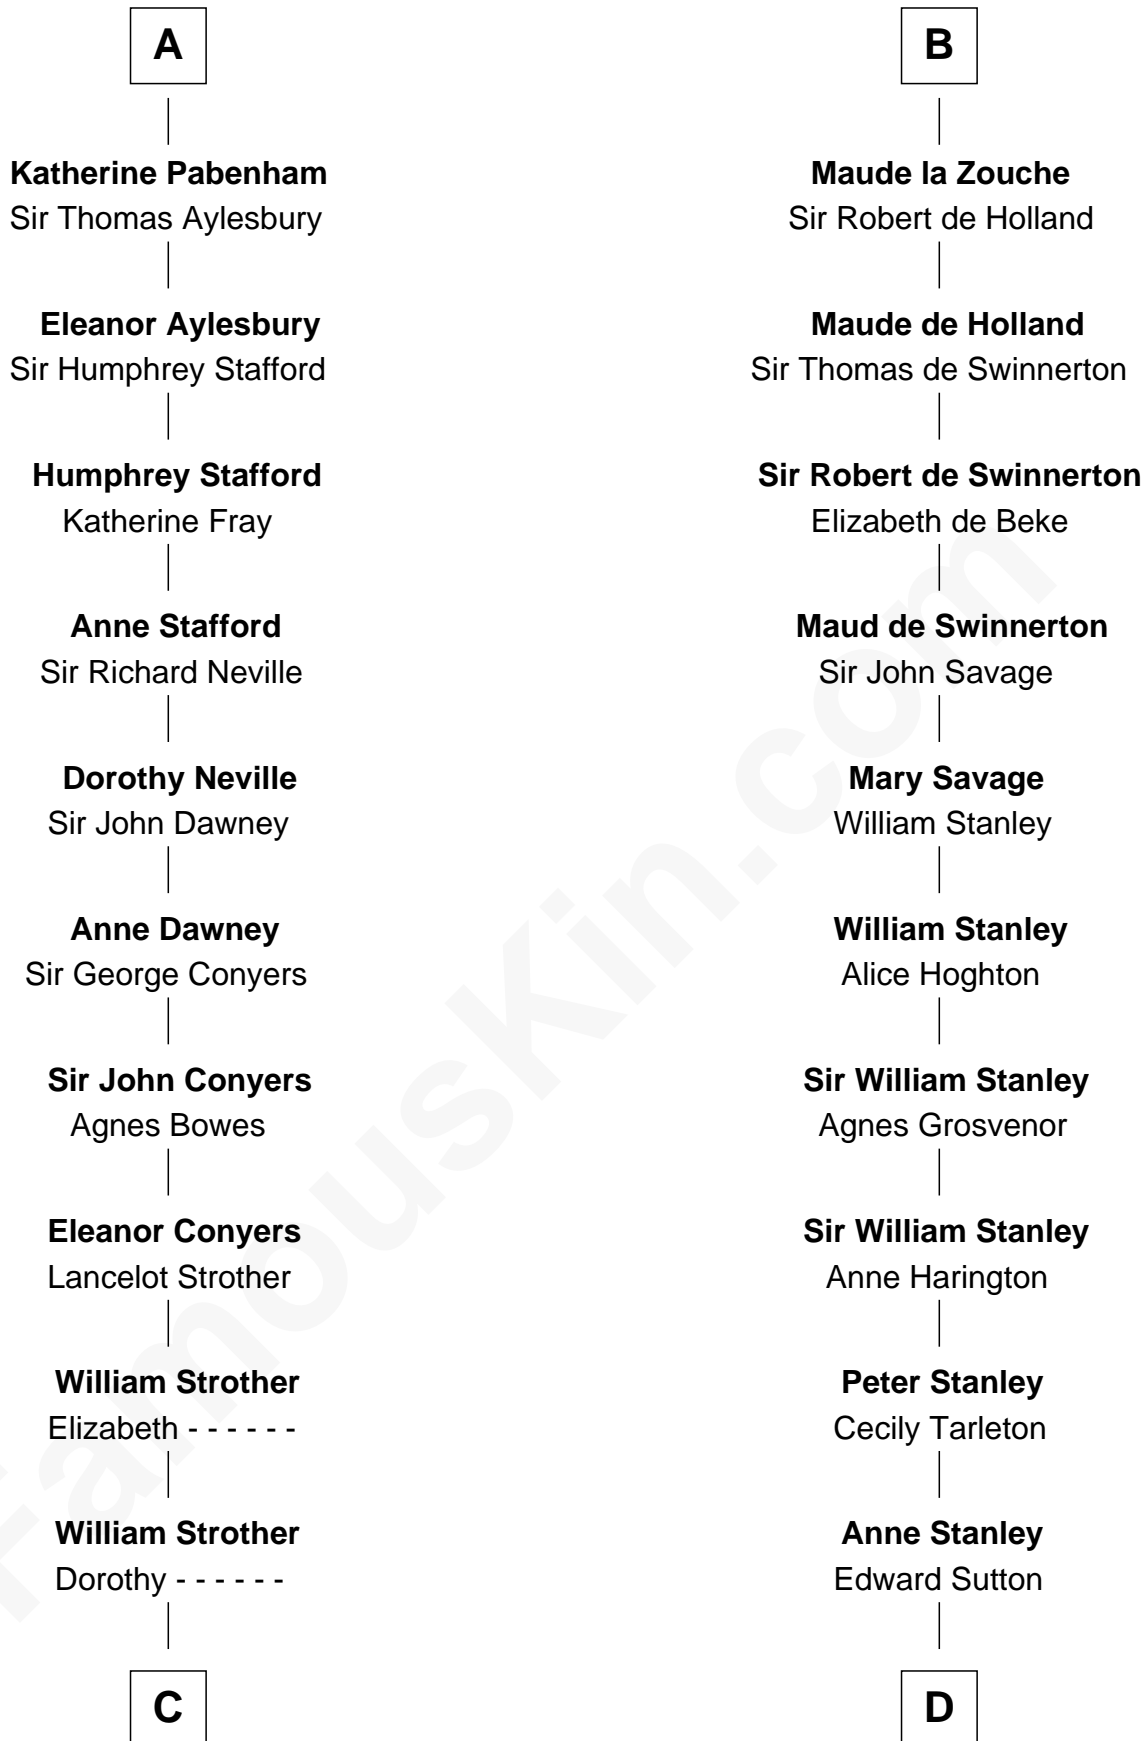 A
Katherine Pabenham
Sir Thomas Aylesbury
Eleanor Aylesbury
Sir Humphrey Stafford
Humphrey Stafford
Katherine Fray
Anne Stafford
Sir Richard Neville
Dorothy Neville
Sir John Dawney
Anne Dawney
Sir George Conyers
Sir John Conyers
Agnes Bowes
Eleanor Conyers
Lancelot Strother
William Strother
Elizabeth - - - - - -
William Strother
Dorothy - - - - - -
C
B
Maude la Zouche
Sir Robert de Holland
Maude de Holland
Sir Thomas de Swinnerton
Sir Robert de Swinnerton
Elizabeth de Beke
Maud de Swinnerton
Sir John Savage
Mary Savage
William Stanley
William Stanley
Alice Hoghton
Sir William Stanley
Agnes Grosvenor
Sir William Stanley
Anne Harington
Peter Stanley
Cecily Tarleton
Anne Stanley
Edward Sutton
D
FamousKin.com